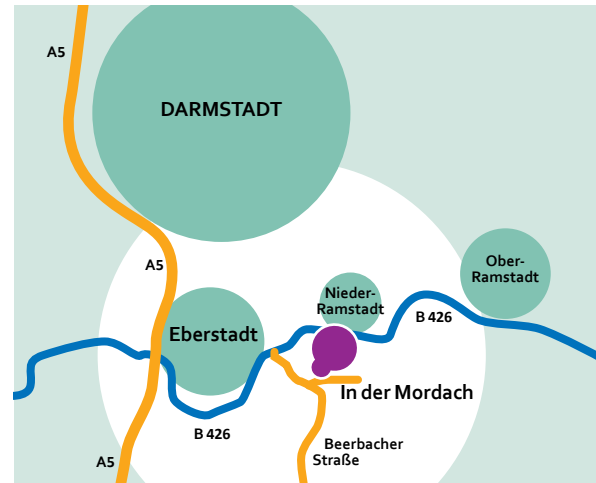 A5
DARMSTADT
A5
Ober-
Ramstadt
Nieder-
Ramstadt
B 426
Eberstadt
In der Mordach
B 426
Beerbacher
Straße
A5